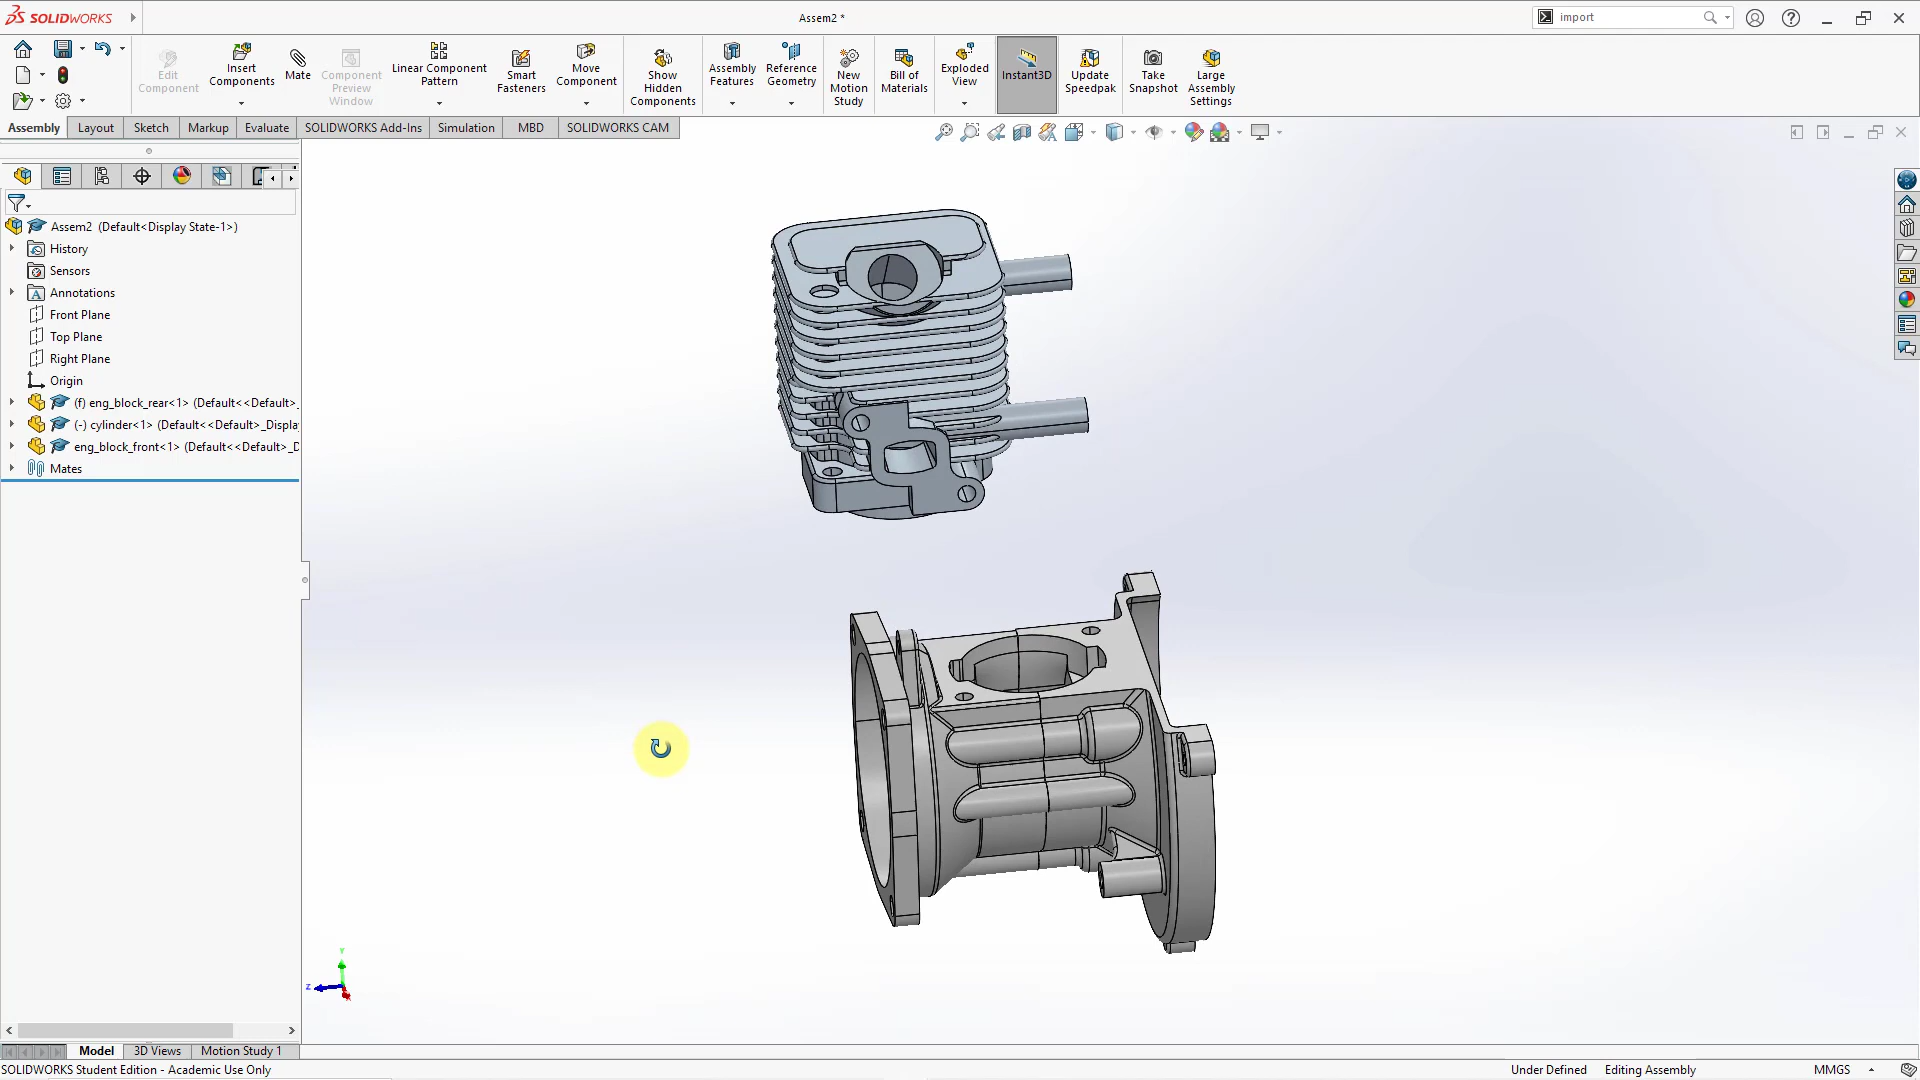 SOLIDWORKS
Assem2 *
import
Edit Component
Insert Components
Mate
Component Preview Window
Linear Component Pattern
Smart Fasteners
Move Component
Show Hidden Components
Assembly Features
Reference Geometry
New Motion Study
Bill of Materials
Exploded View
Instant3D
Update Speedpak
Take Snapshot
Large Assembly Settings
Assembly
Layout
Sketch
Markup
Evaluate
SOLIDWORKS Add-Ins
Simulation
MBD
SOLIDWORKS CAM
Assem2 (Default<Display State-1>)
History
Sensors
A Annotations
Front Plane
Top Plane
Right Plane
Origin
(f) eng_block_rear<1> (Default<<Default>_
(-) cylinder<1> (Default<<Default>_Displa
eng_block_front<1> (Default<<Default>_D
Mates
Y
Z
Model
3D Views
Motion Study 1
SOLIDWORKS Student Edition - Academic Use Only
Under Defined
Editing Assembly
MMGS